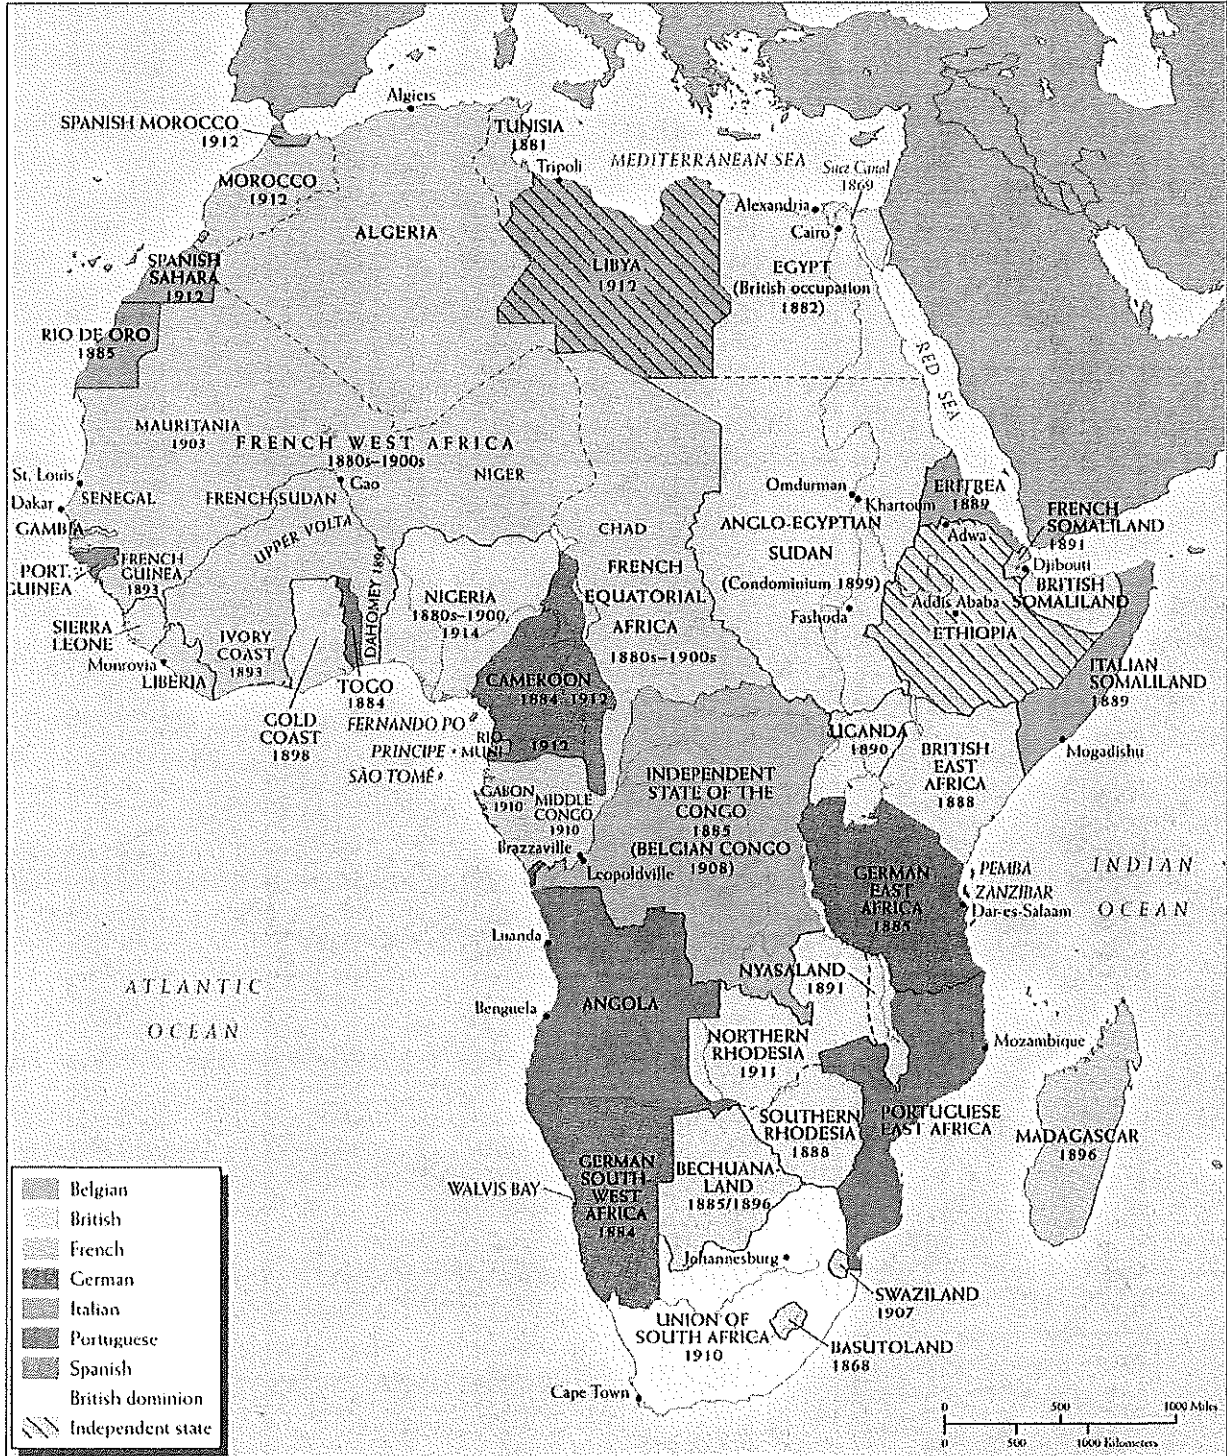 Algiers
SPANISH MOROCCO
1912
TUNISIA
1881
Tripoli
MEDITERRANEAN SEA
Suez Canal
1869
MOROCCO
1912
Alexandria
Cairo
ALGERIA
SPANISH
SAHARA
1912
LIBYA
1912
EGYPT
(British occupation
1882)
RIO DE ORO
1885
RED SEA
MAURITANIA
1903
FRENCH WEST AFRICA
1880s–1900s
NIGER
St. Louis
SENEGAL
Dakar
GAMBIA
FRENCH SUDAN
Gao
UPPER VOLTA
CHAD
Omdurman
Khartoum
ERITREA
1889
Adwa
FRENCH
SOMALILAND
1891
Djibouti
BRITISH
SOMALILAND
ANGLO-EGYPTIAN
SUDAN
(Condominium 1899)
Fashoda
Addis Ababa
ETHIOPIA
PORT.
GUINEA
FRENCH
GUINEA
1893
SIERRA
LEONE
Monrovia
LIBERIA
IVORY
COAST
1893
GOLD
COAST
1898
TOGO
1884
DAHOMEY 1894
NIGERIA
1880s–1900,
1914
FRENCH
EQUATORIAL
AFRICA
1880s–1900s
CAMEROON
1884–1912
1912
FERNANDO PO
RIO
MUNI
PRINCIPE
SÃO TOMÉ
ITALIAN
SOMALILAND
1889
Mogadishu
UGANDA
1890
BRITISH
EAST
AFRICA
1888
GABON
1910
MIDDLE
CONGO
1910
Brazzaville
Leopoldville
INDEPENDENT
STATE OF THE
CONGO
1885
(BELGIAN CONGO
1908)
GERMAN
EAST
AFRICA
1885
PEMBA
ZANZIBAR
Dar-es-Salaam
INDIAN
OCEAN
Luanda
ATLANTIC
OCEAN
Benguela
ANGOLA
NYASALAND
1891
NORTHERN
RHODESIA
1911
Mozambique
SOUTHERN
RHODESIA
1888
PORTUGUESE
EAST AFRICA
MADAGASCAR
1896
WALVIS BAY
GERMAN
SOUTH-
WEST
AFRICA
1884
BECHUANA-
LAND
1885/1896
Johannesburg
SWAZILAND
1907
UNION OF
SOUTH AFRICA
1910
BASUTOLAND
1868
Cape Town
Belgian
British
French
German
Italian
Portuguese
Spanish
British dominion
Independent state
0 500 1000 Miles
0 500 1000 Kilometers